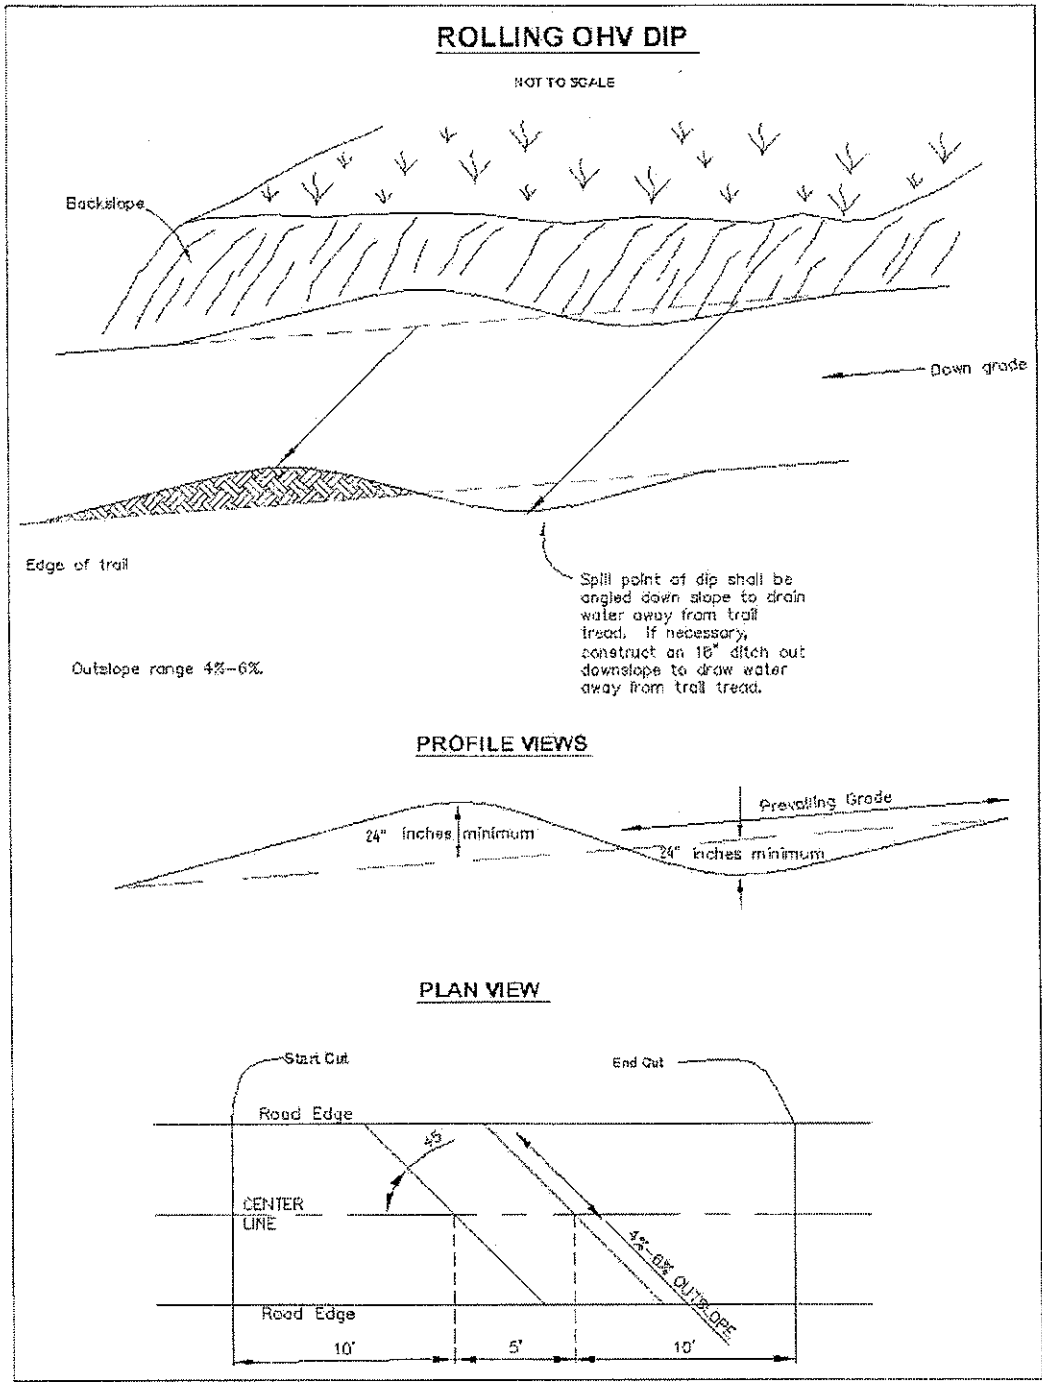 ROLLING OHV DIP
NOT TO SCALE
Backslope
Down grade
Edge of trail
Spill point of dip shall be
angled down slope to drain
water away from trail
tread. If necessary,
construct an 18" ditch out
downslope to draw water
away from trail tread.
Outslope range 4%-6%.
PROFILE VIEWS
Prevailing Grade
24" inches minimum
24" inches minimum
PLAN VIEW
Start Cut
End Cut
Road Edge
45
CENTER
LINE
4%-6% OUTSLOPE
Road Edge
10'
5'
10'